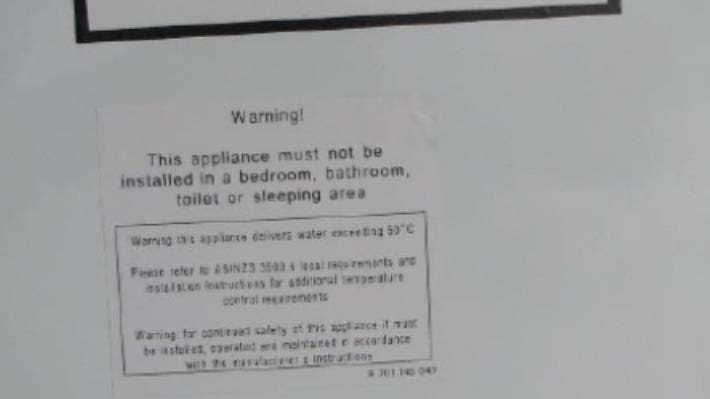 Warning!
This appliance must not be
installed in a bedroom, bathroom,
toilet or sleeping area
Warning this appliance delivers water exceeding 50°C
Please refer to AS/NZS 3500.4 local requirements and
installation instructions for additional temperature
control requirements
Warning: for continued safety of this appliance it must
be installed, operated and maintained in accordance
with the manufacturer's instructions